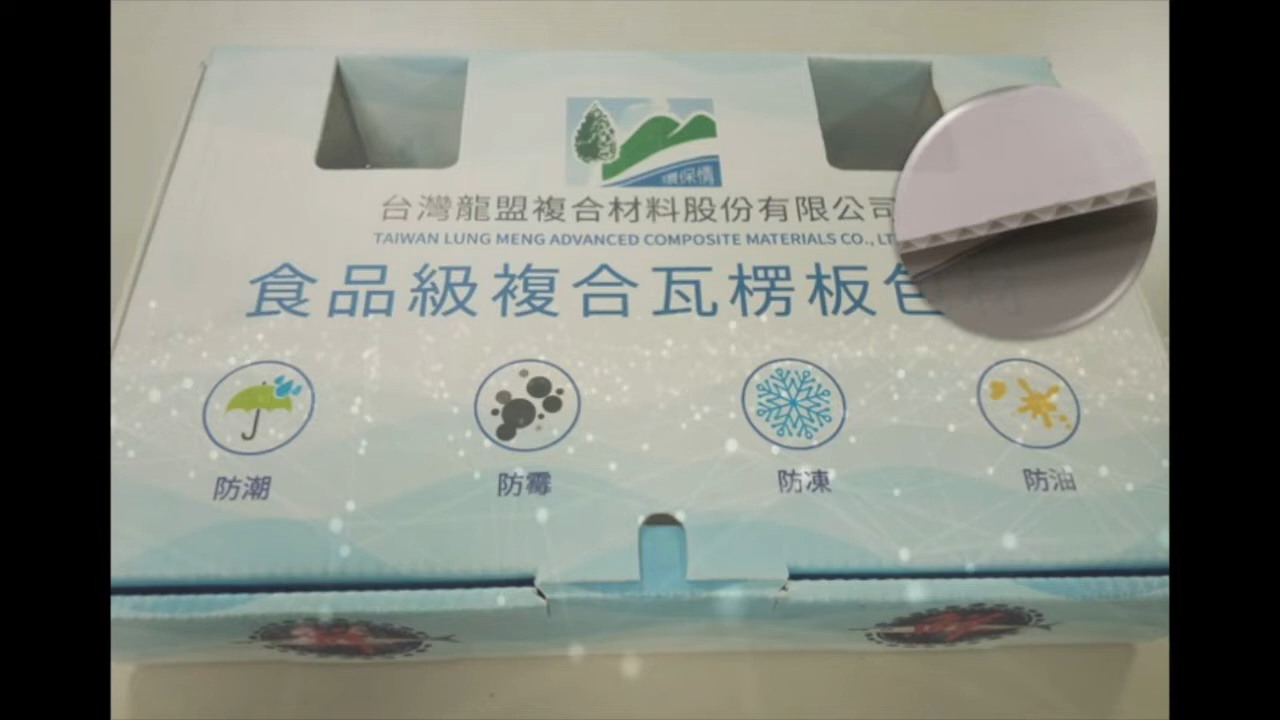 環保情
台灣龍盟複合材料股份有限公司
TAIWAN LUNG MENG ADVANCED COMPOSITE MATERIALS CO., LT
食品級複合瓦楞板包材
防潮
防霉
防凍
防油